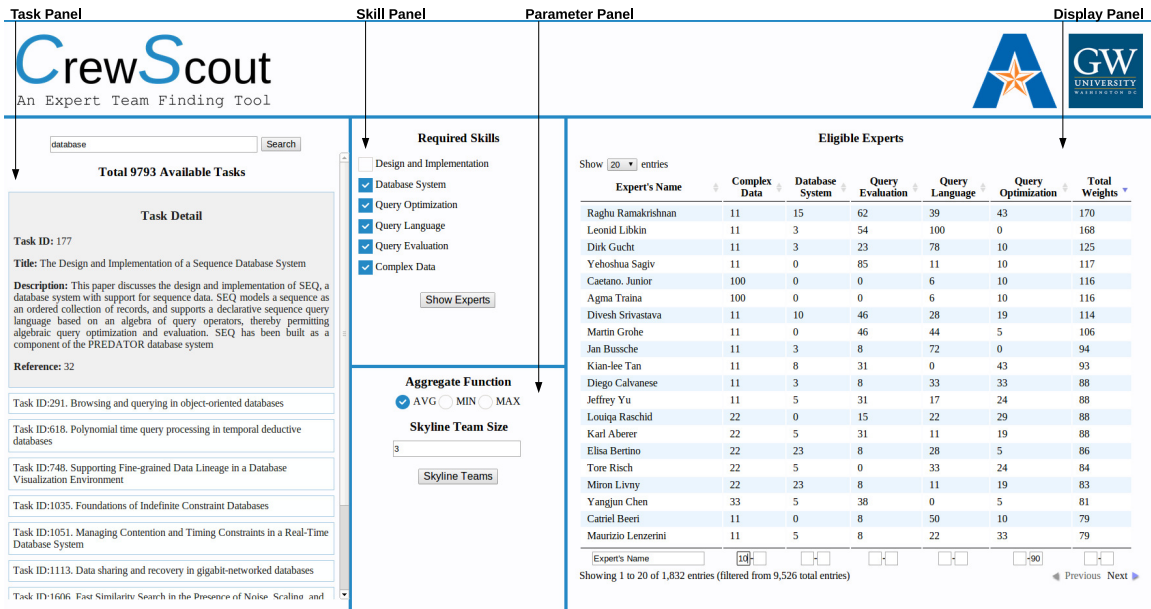 Task Panel Skill Panel Parameter Panel Display Panel
CrewScout
An Expert Team Finding Tool
A
GW
UNIVERSITY
WASHINGTON DC
database Search
Total 9793 Available Tasks
Task Detail
Task ID: 177
Title: The Design and Implementation of a Sequence Database System
Description: This paper discusses the design and implementation of SEQ, a
database system with support for sequence data. SEQ models a sequence as
an ordered collection of records, and supports a declarative sequence query
language based on an algebra of query operators, thereby permitting
algebraic query optimization and evaluation. SEQ has been built as a
component of the PREDATOR database system
Reference: 32
Task ID:291. Browsing and querying in object-oriented databases
Task ID:618. Polynomial time query processing in temporal deductive
databases
Task ID:748. Supporting Fine-grained Data Lineage in a Database
Visualization Environment
Task ID:1035. Foundations of Indefinite Constraint Databases
Task ID:1051. Managing Contention and Timing Constraints in a Real-Time
Database System
Task ID:1113. Data sharing and recovery in gigabit-networked databases
Task ID:1606. Fast Similarity Search in the Presence of Noise, Scaling, and
Required Skills
Design and Implementation
Database System
Query Optimization
Query Language
Query Evaluation
Complex Data
Show Experts
Aggregate Function
AVG MIN MAX
Skyline Team Size
3
Skyline Teams
Eligible Experts
Show 20 entries
Expert's Name Complex Data Database System Query Evaluation Query Language Query Optimization Total Weights
Raghu Ramakrishnan 11 15 62 39 43 170
Leonid Libkin 11 3 54 100 0 168
Dirk Gucht 11 3 23 78 10 125
Yehoshua Sagiv 11 0 85 11 10 117
Caetano. Junior 100 0 0 6 10 116
Agma Traina 100 0 0 6 10 116
Divesh Srivastava 11 10 46 28 19 114
Martin Grohe 11 0 46 44 5 106
Jan Bussche 11 3 8 72 0 94
Kian-lee Tan 11 8 31 0 43 93
Diego Calvanese 11 3 8 33 33 88
Jeffrey Yu 11 5 31 17 24 88
Louiqa Raschid 22 0 15 22 29 88
Karl Aberer 22 5 31 11 19 88
Elisa Bertino 22 23 8 28 5 86
Tore Risch 22 5 0 33 24 84
Miron Livny 22 23 8 11 19 83
Yangjun Chen 33 5 38 0 5 81
Catriel Beeri 11 0 8 50 10 79
Maurizio Lenzerini 11 5 8 22 33 79
Expert's Name 10- - - - -90 -
Showing 1 to 20 of 1,832 entries (filtered from 9,526 total entries) Previous Next